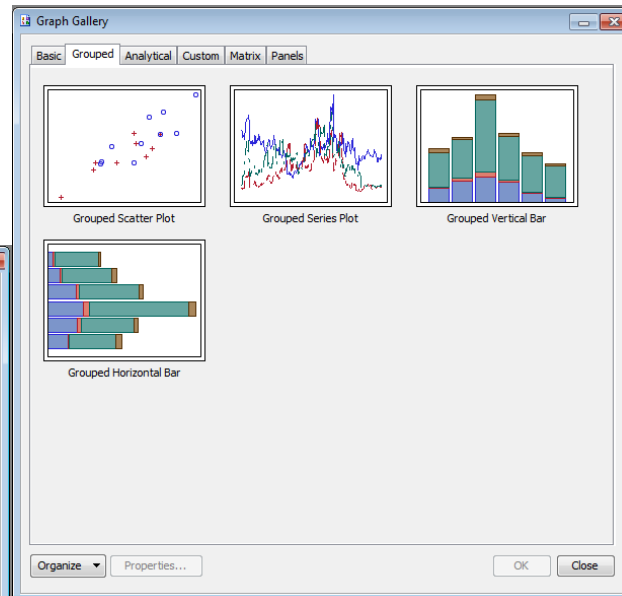 Graph Gallery
Basic Grouped Analytical Custom Matrix Panels
Grouped Scatter Plot Grouped Series Plot Grouped Vertical Bar
Grouped Horizontal Bar
Organize Properties... OK Close